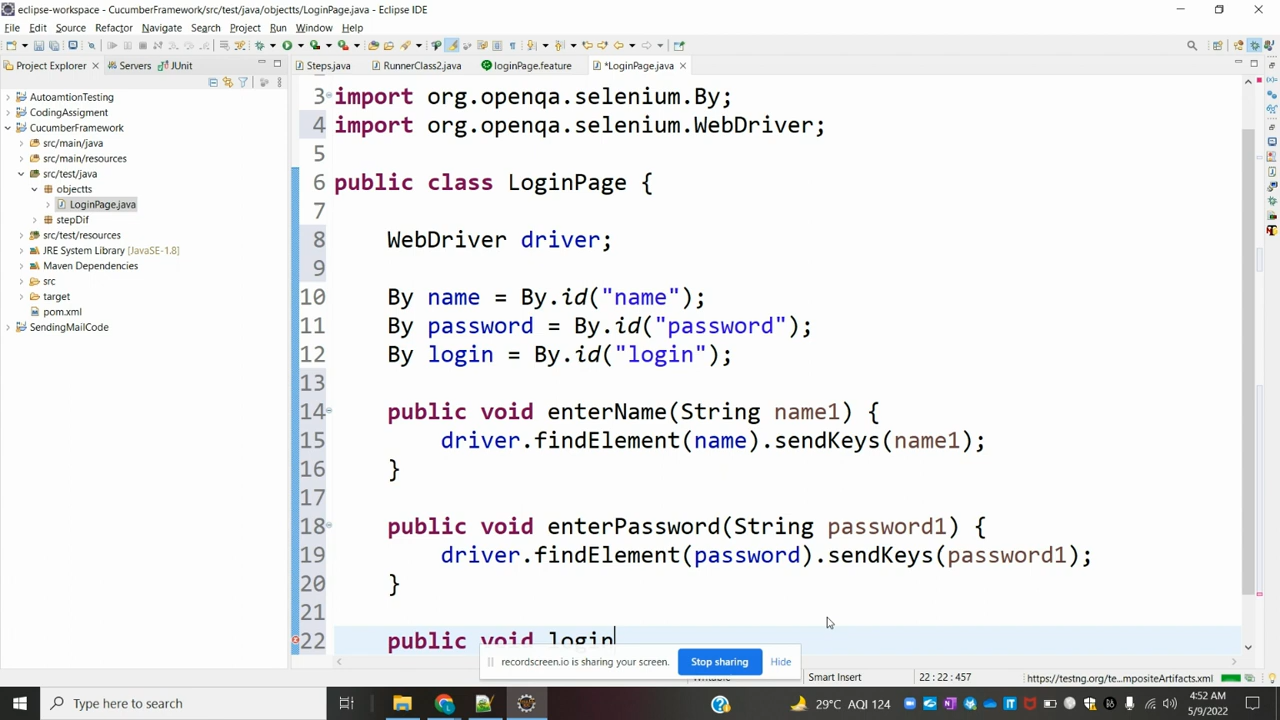 eclipse-workspace - CucumberFramework/src/test/java/objectts/LoginPage.java - Eclipse IDE
File Edit Source Refactor Navigate Search Project Run Window Help
Project Explorer Servers JUnit
Steps.java RunnerClass2.java loginPage.feature *LoginPage.java
AutoamtionTesting
CodingAssigment
CucumberFramework
src/main/java
src/main/resources
src/test/java
objectts
LoginPage.java
stepDif
src/test/resources
JRE System Library [JavaSE-1.8]
Maven Dependencies
src
target
pom.xml
SendingMailCode
3 import org.openqa.selenium.By;
4 import org.openqa.selenium.WebDriver;
5
6 public class LoginPage {
7
8 WebDriver driver;
9
10 By name = By.id("name");
11 By password = By.id("password");
12 By login = By.id("login");
13
14 public void enterName(String name1) {
15 driver.findElement(name).sendKeys(name1);
16 }
17
18 public void enterPassword(String password1) {
19 driver.findElement(password).sendKeys(password1);
20 }
21
22 public void login
recordscreen.io is sharing your screen. Stop sharing Hide
Writable Smart Insert 22 : 22 : 457 https://testng.org/te...mpositeArtifacts.xml
Type here to search
29°C AQI 124
4:52 AM
5/9/2022